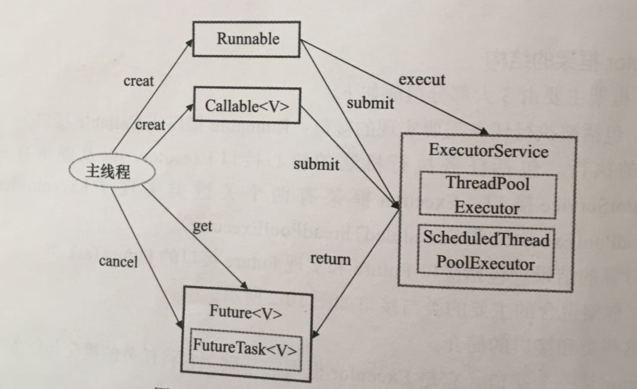 Runnable
creat
execut
Callable<V>
creat
submit
ExecutorService
主线程
submit
ThreadPool
Executor
get
ScheduledThread
PoolExecutor
cancel
return
Future<V>
FutureTask<V>